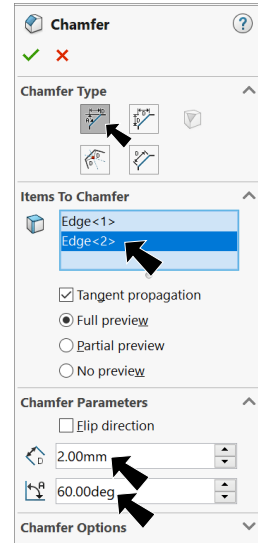 Chamfer
?
Chamfer Type
Items To Chamfer
Edge<1>
Edge<2>
Tangent propagation
Full preview
Partial preview
No preview
Chamfer Parameters
Flip direction
D 2.00mm
A 60.00deg
Chamfer Options